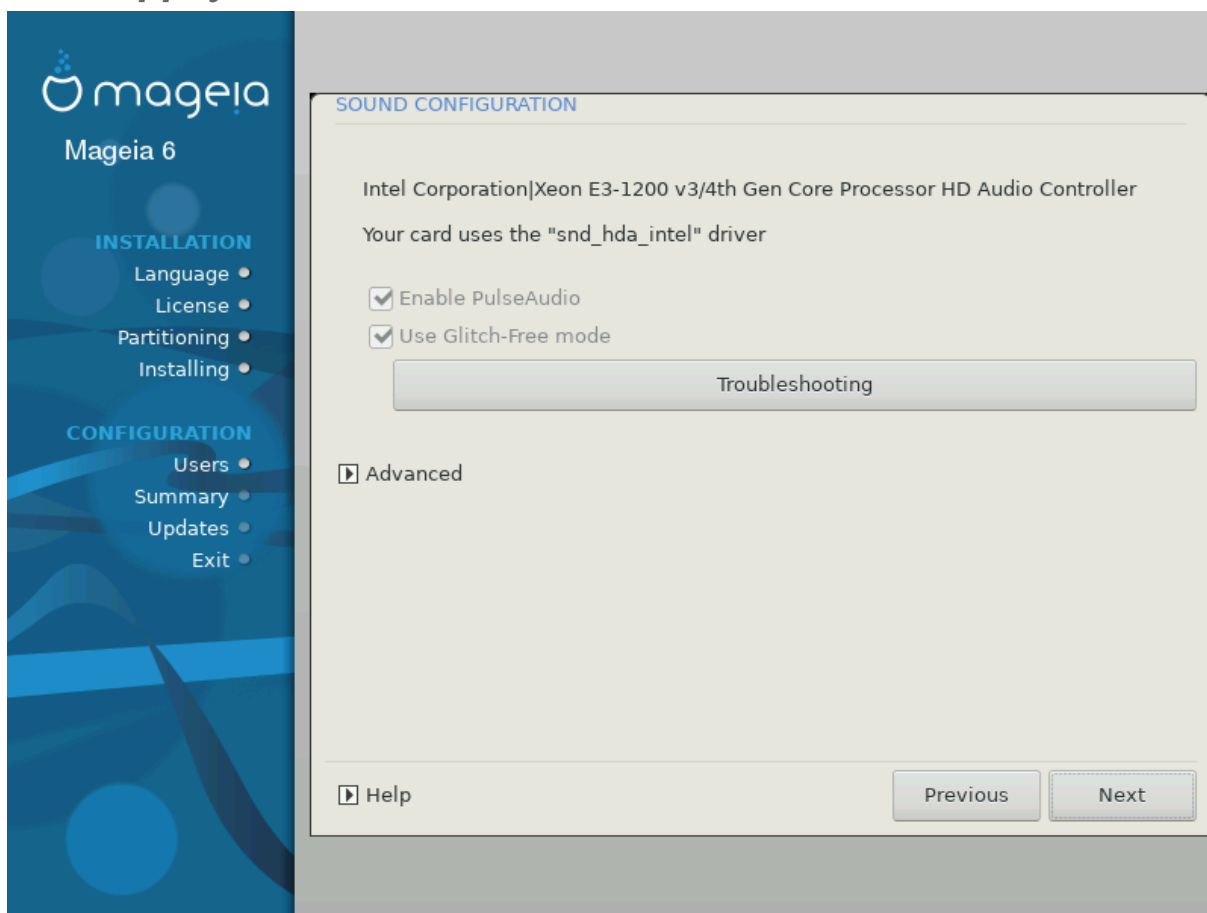 mageia
Mageia 6
INSTALLATION
Language
License
Partitioning
Installing
CONFIGURATION
Users
Summary
Updates
Exit
SOUND CONFIGURATION
Intel Corporation|Xeon E3-1200 v3/4th Gen Core Processor HD Audio Controller
Your card uses the "snd_hda_intel" driver
Enable PulseAudio
Use Glitch-Free mode
Troubleshooting
Advanced
Help
Previous
Next